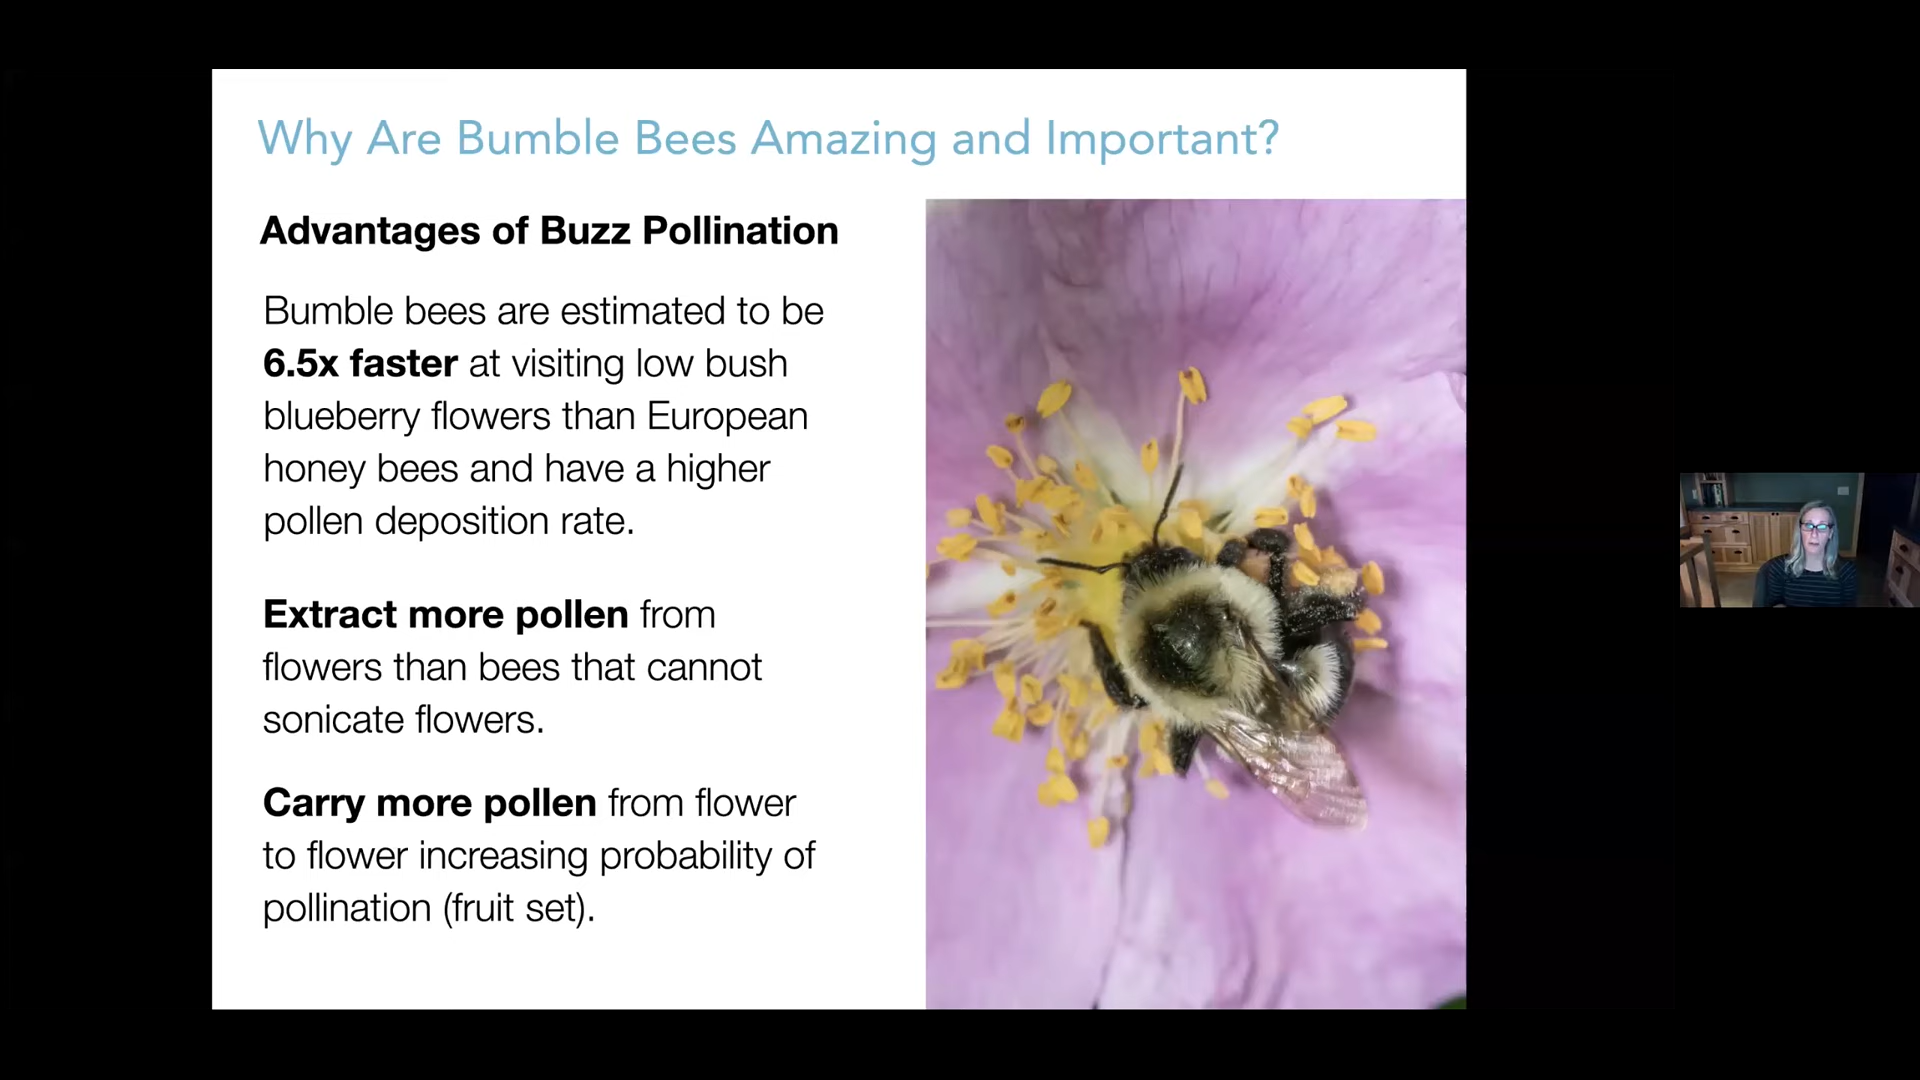 Why Are Bumble Bees Amazing and Important?
Advantages of Buzz Pollination
Bumble bees are estimated to be
6.5x faster at visiting low bush
blueberry flowers than European
honey bees and have a higher
pollen deposition rate.
Extract more pollen from
flowers than bees that cannot
sonicate flowers.
Carry more pollen from flower
to flower increasing probability of
pollination (fruit set).